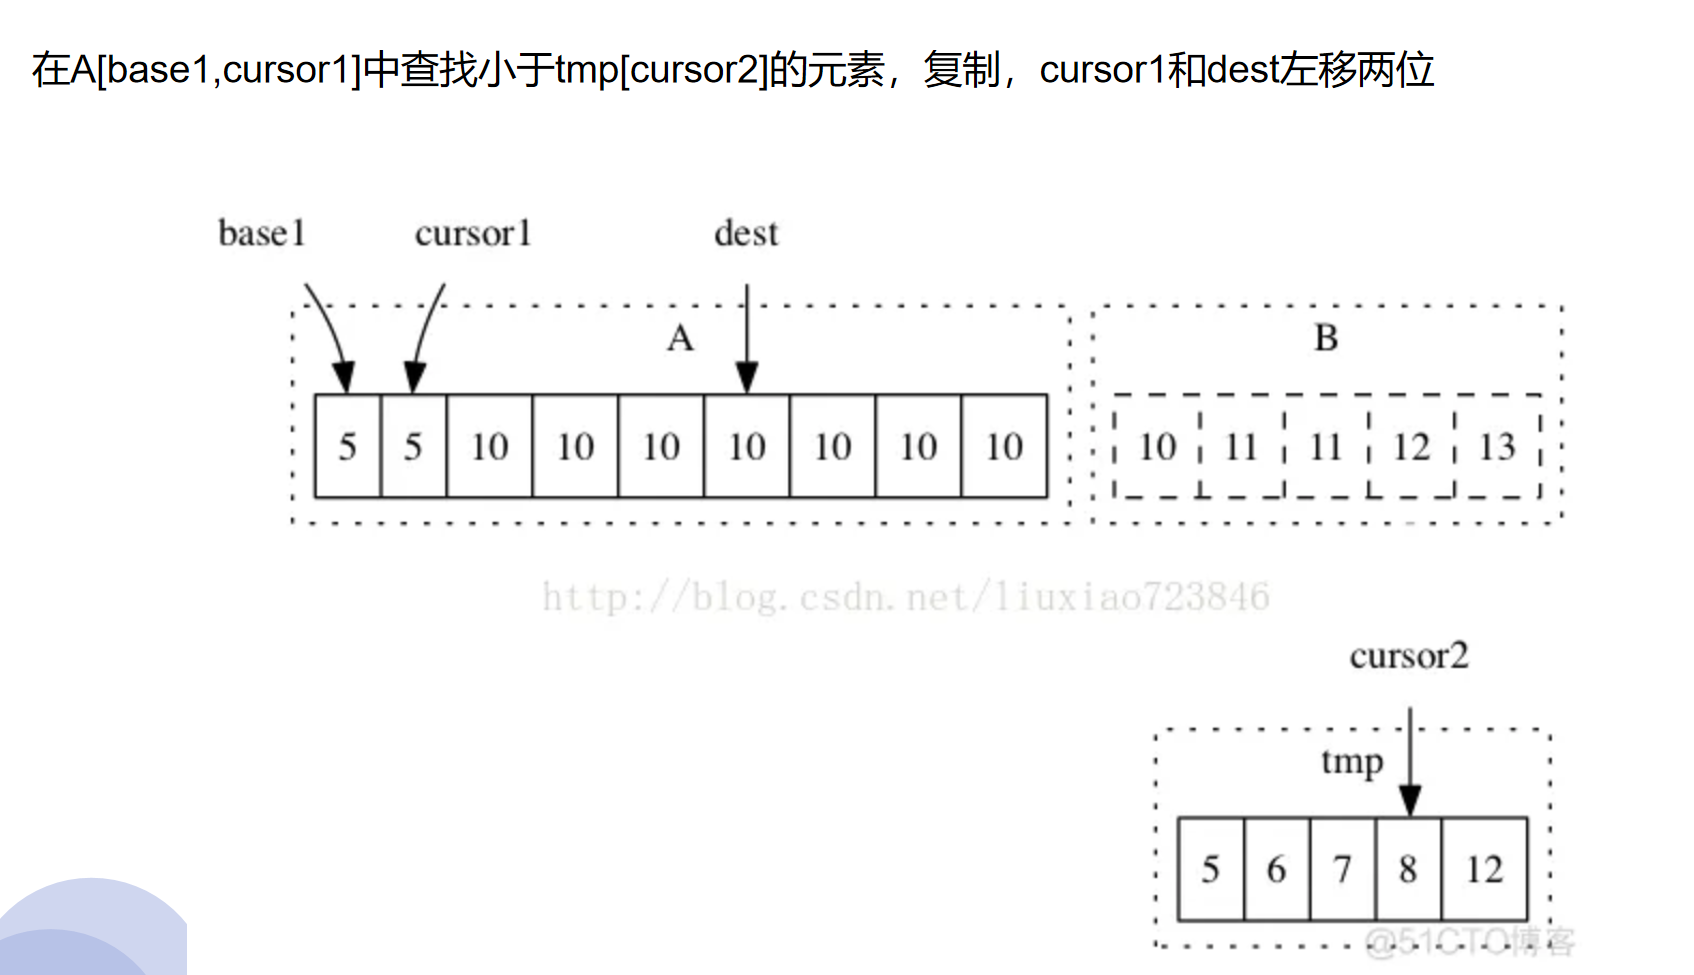 在A[base1,cursor1]中查找小于tmp[cursor2]的元素，复制，cursor1和dest左移两位
base1 cursor1 dest
A B
5 5 10 10 10 10 10 10 10 10 11 11 12 13
http://blog.csdn.net/liuxiao723846
cursor2
tmp
5 6 7 8 12
@51CTO博客